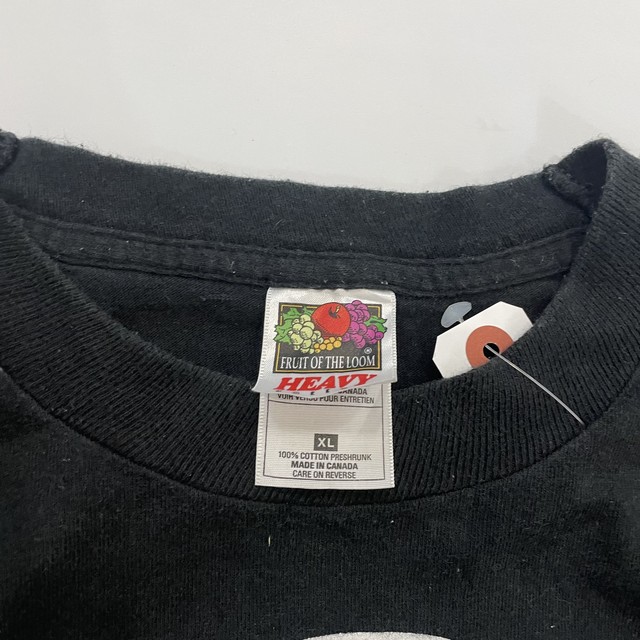 FRUIT OF THE LOOM ®
HEAVY
CANADA
VOIR VERSO POUR ENTRETIEN
XL
100% COTTON PRESHRUNK
MADE IN CANADA
CARE ON REVERSE